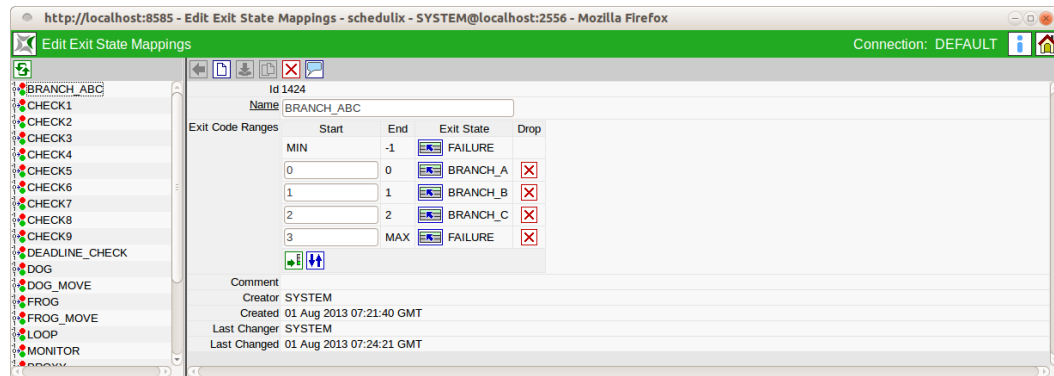 http://localhost:8585 - Edit Exit State Mappings - schedulix - SYSTEM@localhost:2556 - Mozilla Firefox
Edit Exit State Mappings
Connection: DEFAULT
BRANCH_ABC
CHECK1
CHECK2
CHECK3
CHECK4
CHECK5
CHECK6
CHECK7
CHECK8
CHECK9
DEADLINE_CHECK
DOG
DOG_MOVE
FROG
FROG_MOVE
LOOP
MONITOR
Id 1424
Name BRANCH_ABC
Exit Code Ranges Start End Exit State Drop
MIN -1 FAILURE
0 0 BRANCH_A
1 1 BRANCH_B
2 2 BRANCH_C
3 MAX FAILURE
Comment
Creator SYSTEM
Created 01 Aug 2013 07:21:40 GMT
Last Changer SYSTEM
Last Changed 01 Aug 2013 07:24:21 GMT